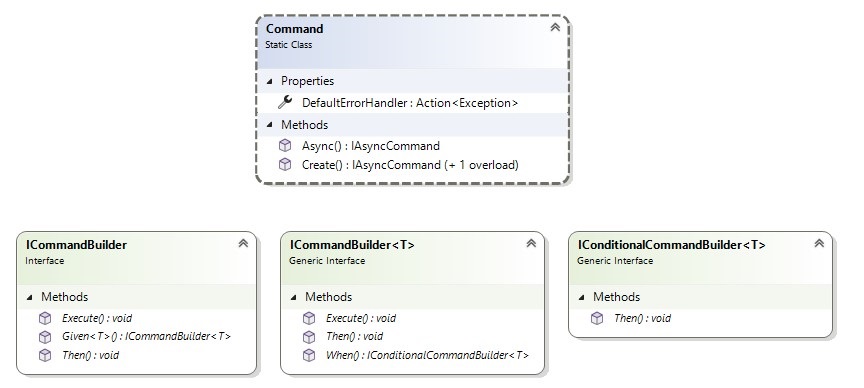 Command
Static Class
Properties
DefaultErrorHandler : Action<Exception>
Methods
Async() : IAsyncCommand
Create() : IAsyncCommand (+ 1 overload)
ICommandBuilder
Interface
Methods
Execute() : void
Given<T>() : ICommandBuilder<T>
Then() : void
ICommandBuilder<T>
Generic Interface
Methods
Execute() : void
Then() : void
When() : IConditionalCommandBuilder<T>
IConditionalCommandBuilder<T>
Generic Interface
Methods
Then() : void